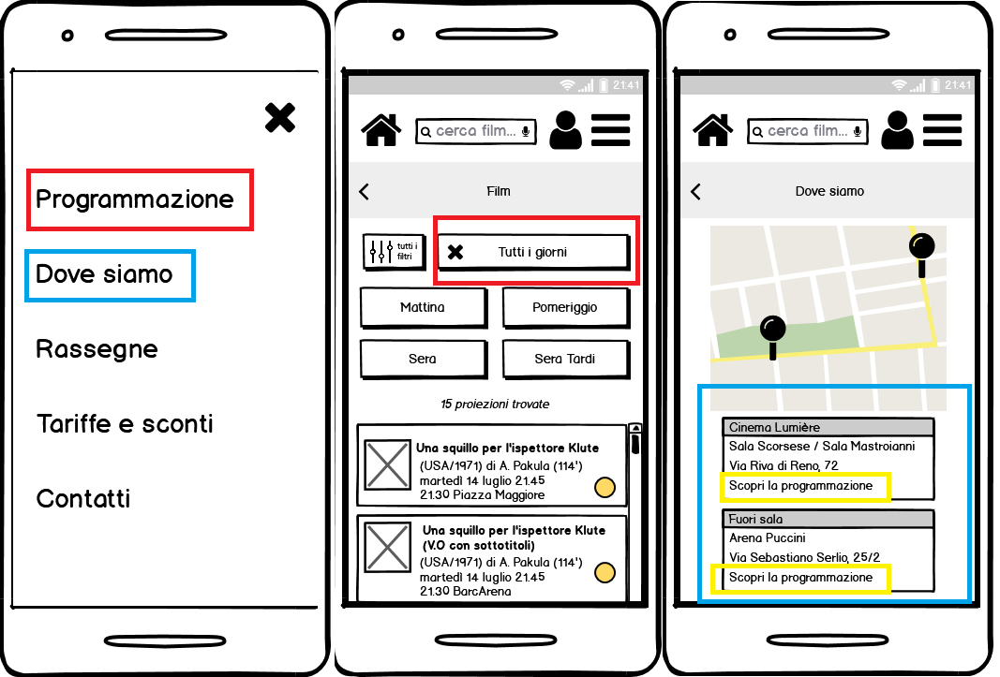 Programmazione
Dove siamo
Rassegne
Tariffe e sconti
Contatti
21:41
cerca film...
Film
tutti i
filtri
Tutti i giorni
Mattina
Pomeriggio
Sera
Sera Tardi
15 proiezioni trovate
Una squillo per l'ispettore Klute
(USA/1971) di A. Pakula (114')
martedì 14 luglio 21.45
21.30 Piazza Maggiore
Una squillo per l'ispettore Klute
(V.O con sottotitoli)
(USA/1971) di A. Pakula (114')
martedì 14 luglio 21.45
21.30 BarcArena
21:41
cerca film...
Dove siamo
Cinema Lumière
Sala Scorsese / Sala Mastroianni
Via Riva di Reno, 72
Scopri la programmazione
Fuori sala
Arena Puccini
Via Sebastiano Serlio, 25/2
Scopri la programmazione